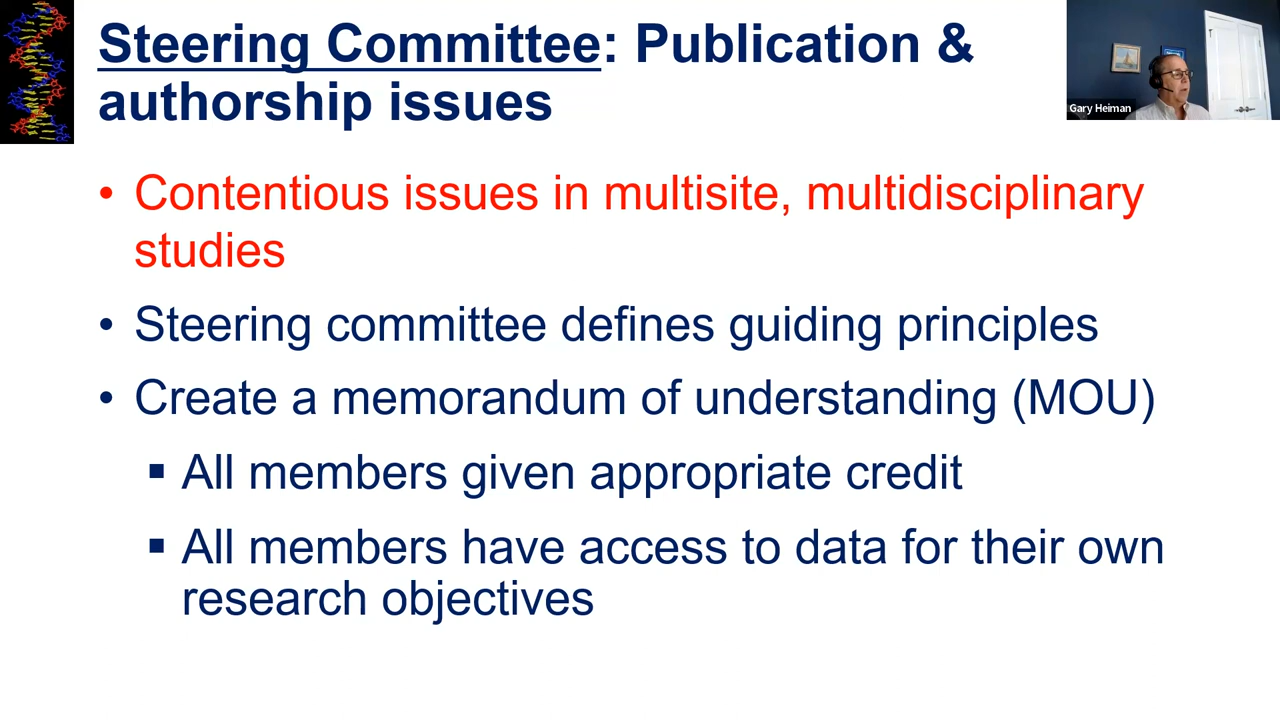 Steering Committee: Publication &
authorship issues
Gary Heiman
• Contentious issues in multisite, multidisciplinary
studies
• Steering committee defines guiding principles
• Create a memorandum of understanding (MOU)
▪ All members given appropriate credit
▪ All members have access to data for their own
research objectives